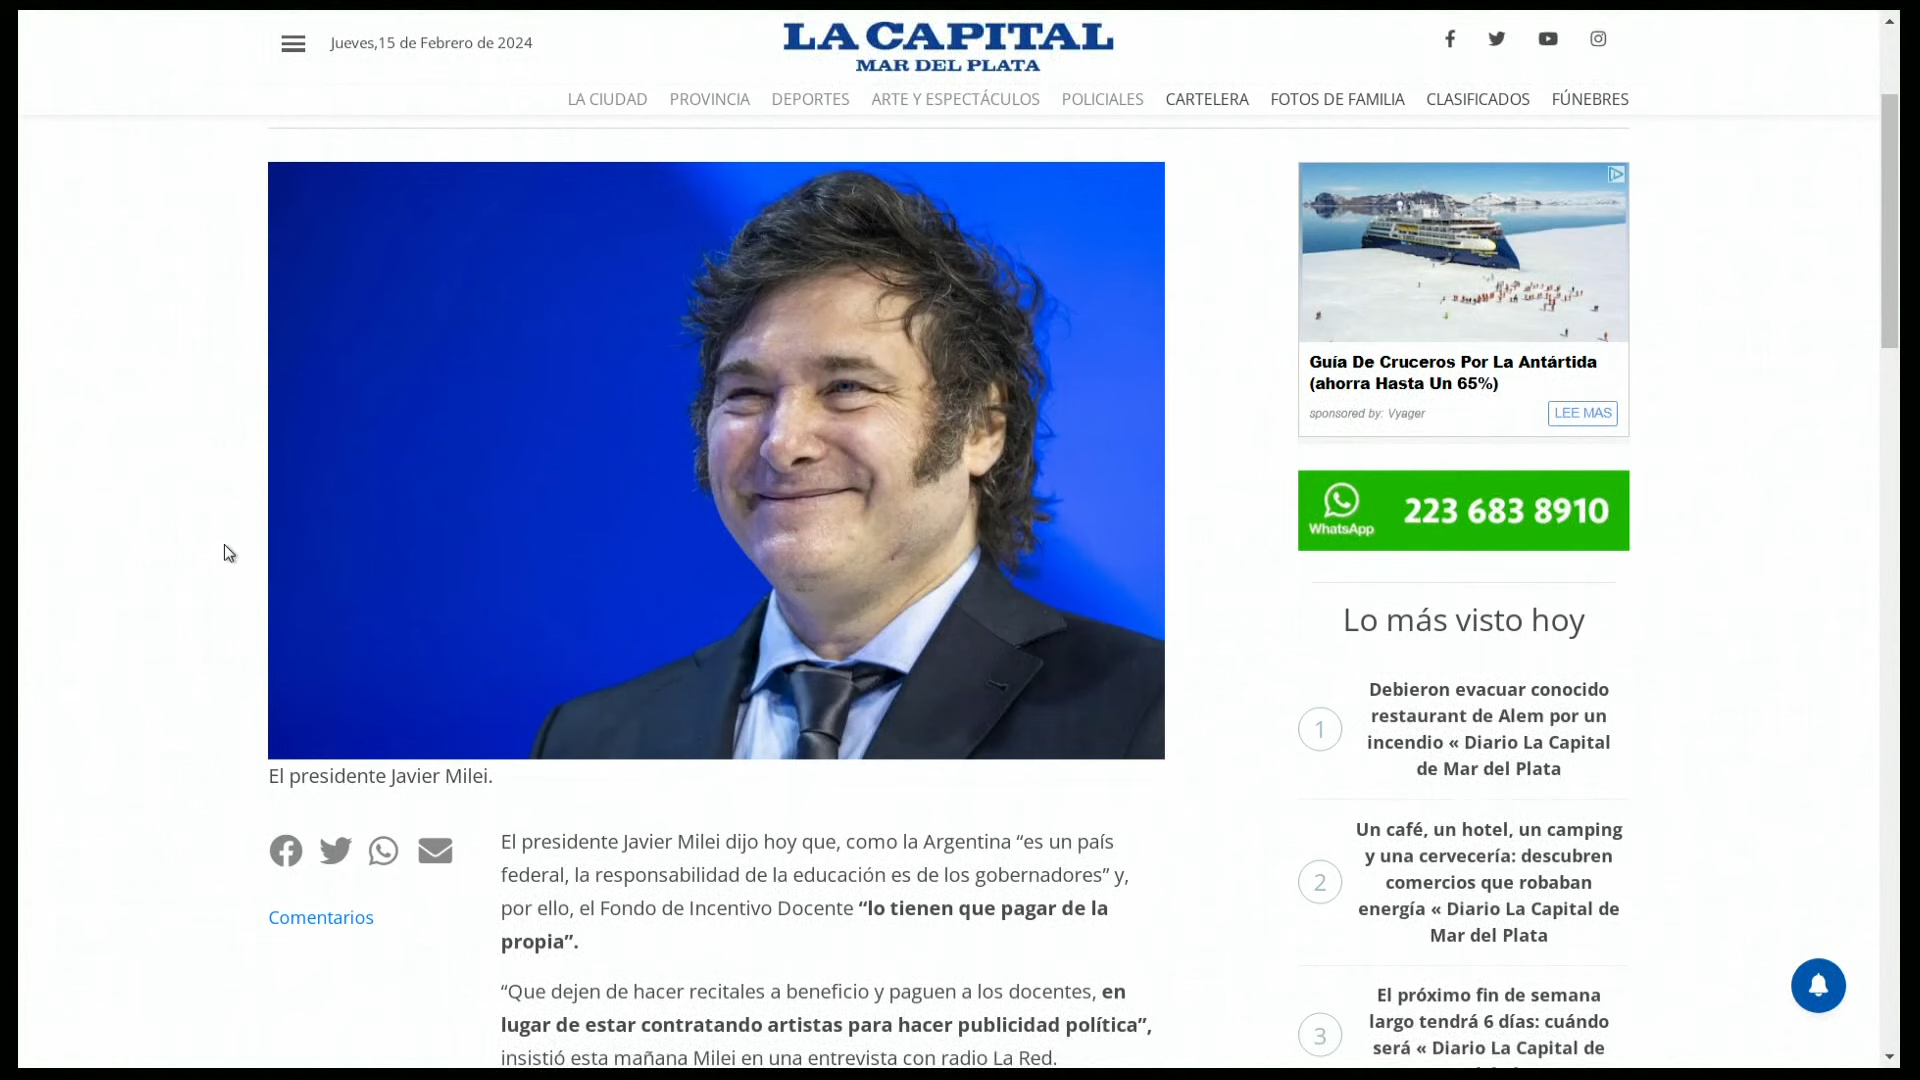 Jueves,15 de Febrero de 2024
LA CAPITAL
MAR DEL PLATA
LA CIUDAD PROVINCIA DEPORTES ARTE Y ESPECTÁCULOS POLICIALES CARTELERA FOTOS DE FAMILIA CLASIFICADOS FÚNEBRES
El presidente Javier Milei.
Comentarios
El presidente Javier Milei dijo hoy que, como la Argentina “es un país
federal, la responsabilidad de la educación es de los gobernadores” y,
por ello, el Fondo de Incentivo Docente “lo tienen que pagar de la
propia”.
“Que dejen de hacer recitales a beneficio y paguen a los docentes, en
lugar de estar contratando artistas para hacer publicidad política”,
insistió esta mañana Milei en una entrevista con radio La Red.
Guía De Cruceros Por La Antártida
(ahorra Hasta Un 65%)
sponsored by: Vyager
LEE MAS
WhatsApp
223 683 8910
Lo más visto hoy
1
Debieron evacuar conocido
restaurant de Alem por un
incendio « Diario La Capital
de Mar del Plata
2
Un café, un hotel, un camping
y una cervecería: descubren
comercios que robaban
energía « Diario La Capital de
Mar del Plata
3
El próximo fin de semana
largo tendrá 6 días: cuándo
será « Diario La Capital de